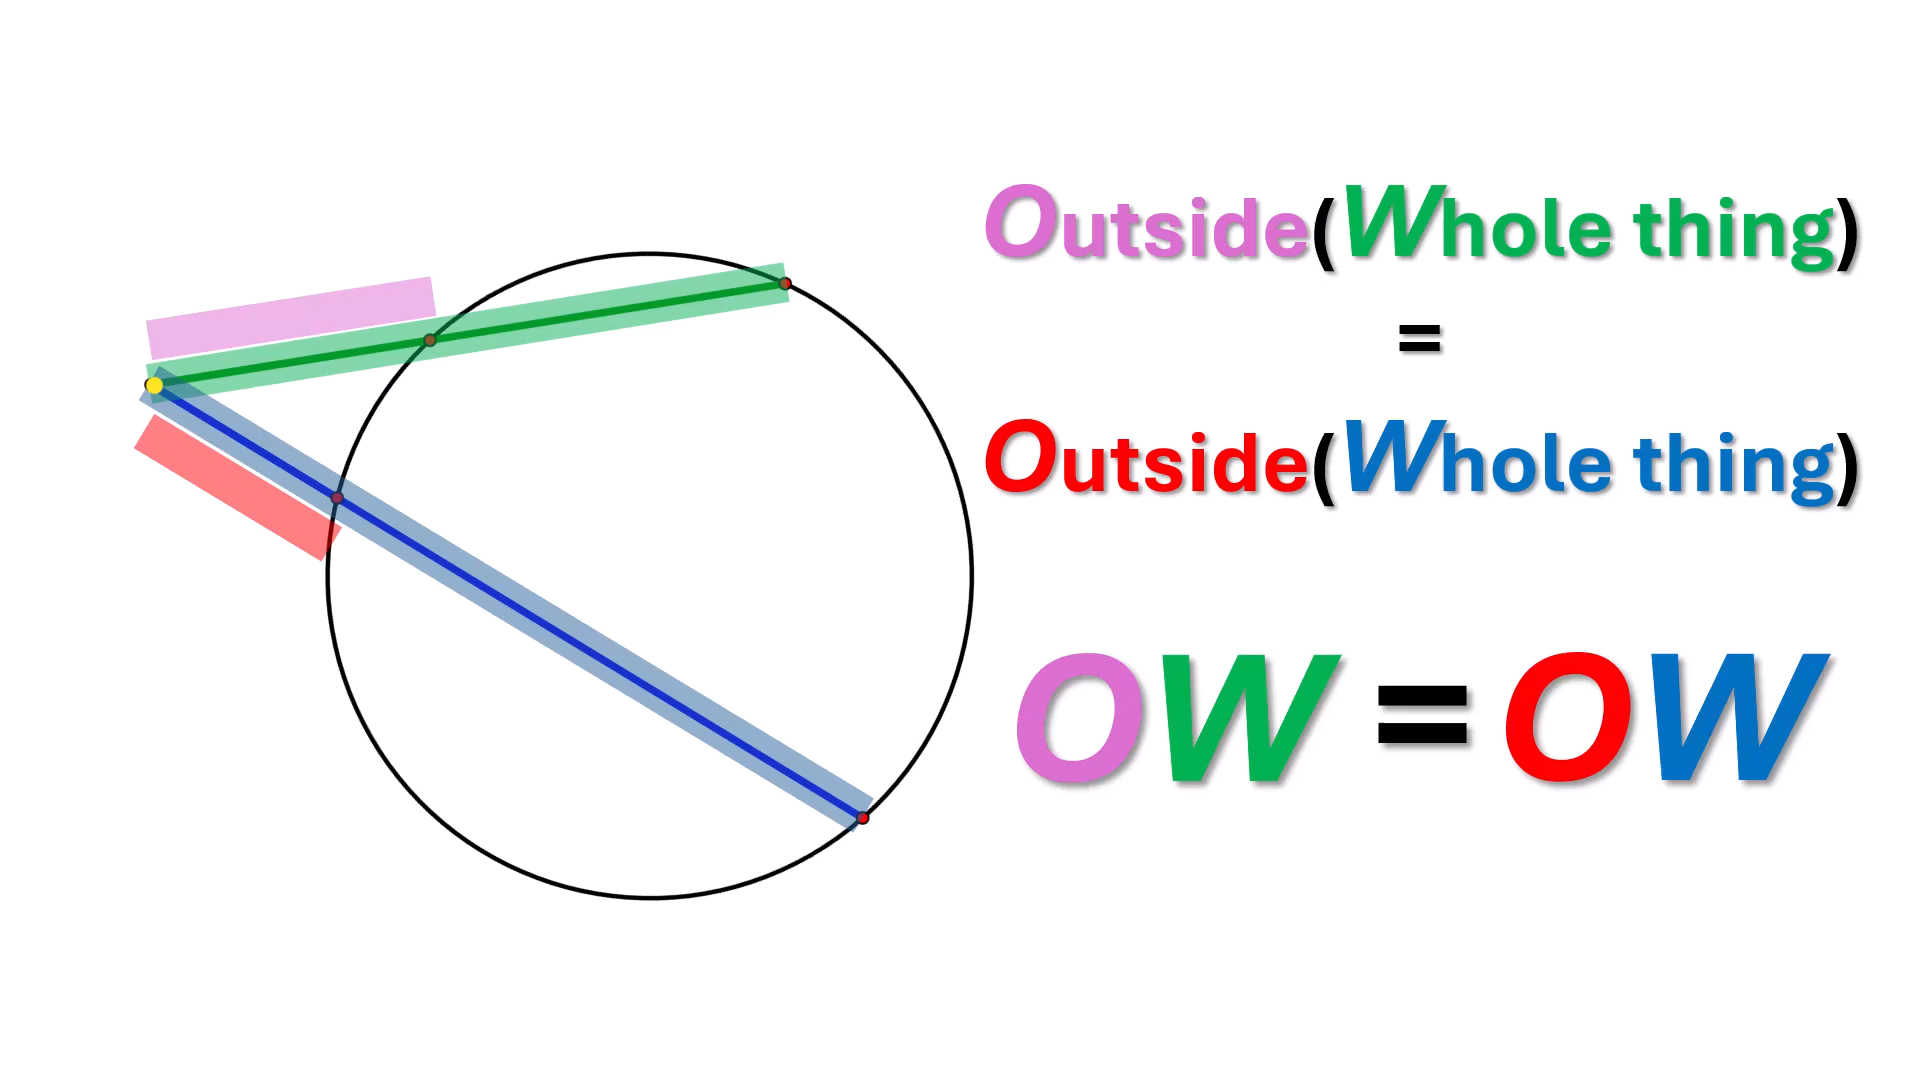 Outside(Whole thing)
=
Outside(Whole thing)
OW = OW